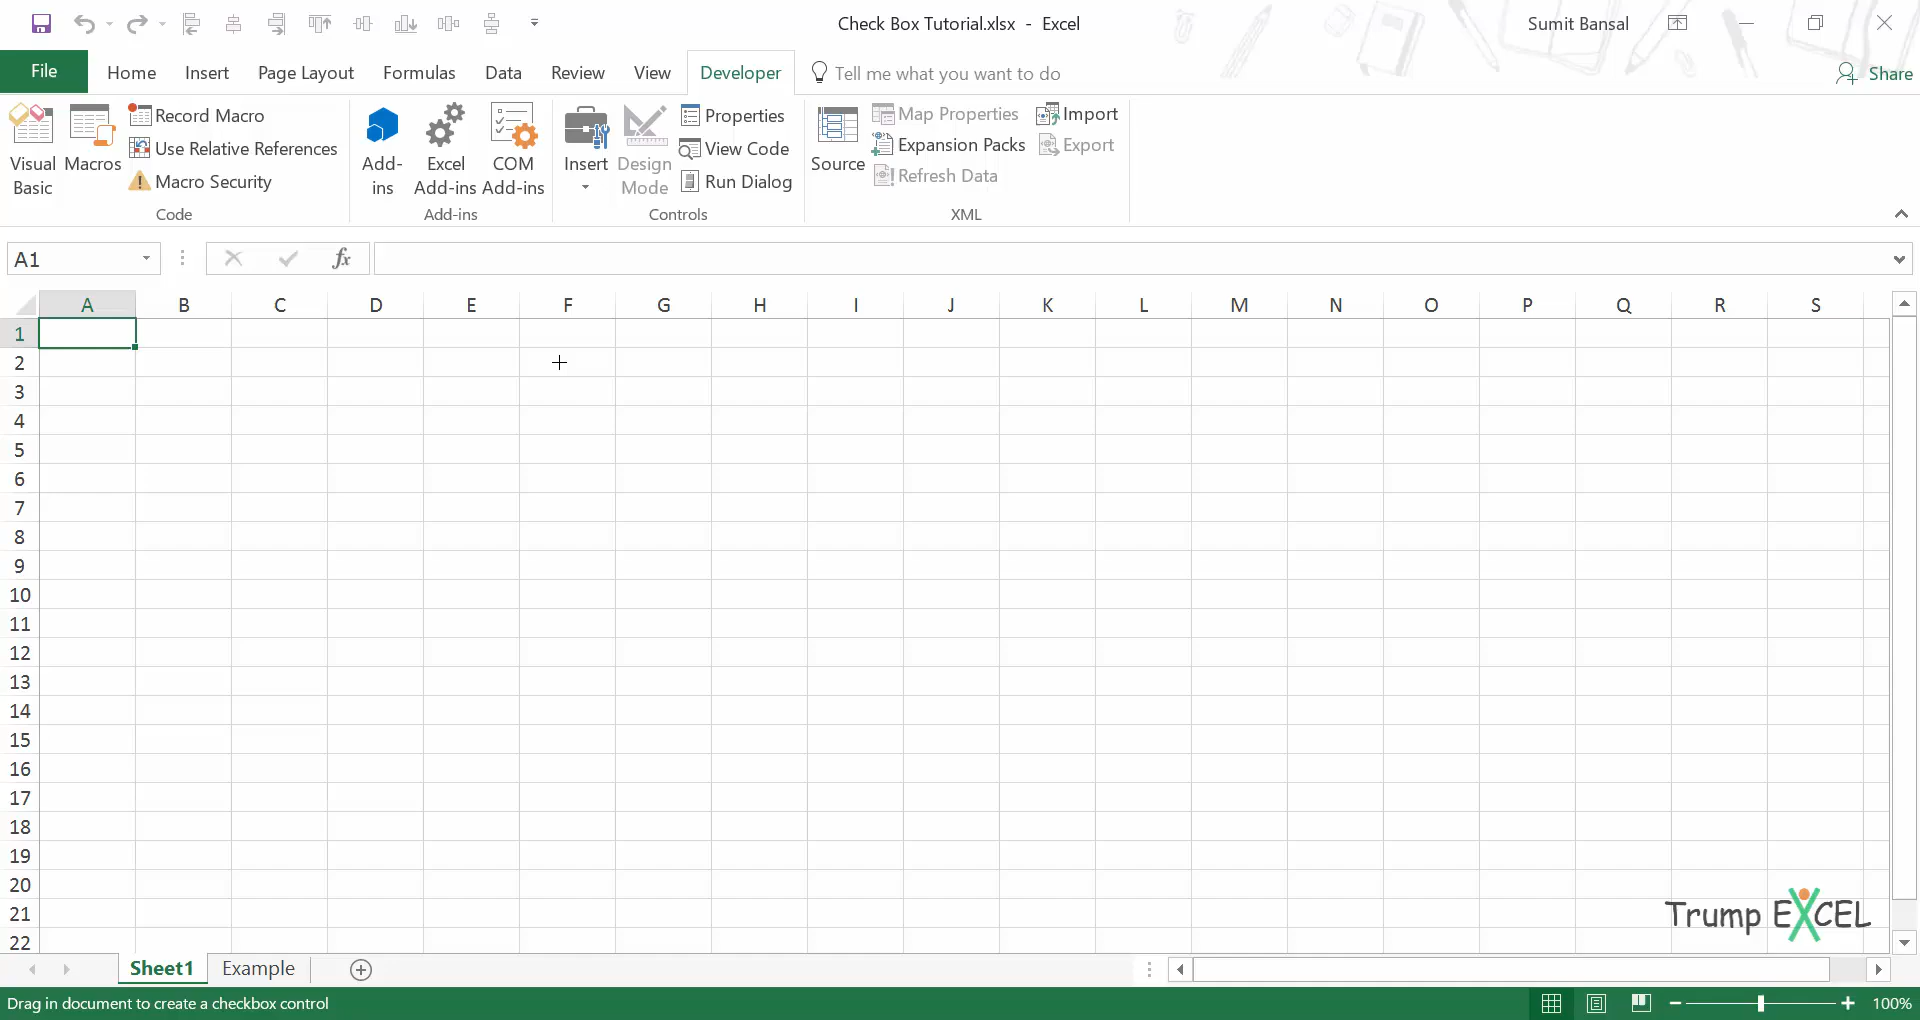 Check Box Tutorial.xlsx - Excel
Sumit Bansal
File Home Insert Page Layout Formulas Data Review View Developer Tell me what you want to do Share
Visual Basic
Macros
Record Macro
Use Relative References
Macro Security
Code
Add-ins
Excel Add-ins
COM Add-ins
Add-ins
Insert
Design Mode
Properties
View Code
Run Dialog
Controls
Source
Map Properties
Expansion Packs
Refresh Data
Import
Export
XML
A1
fx
A B C D E F G H I J K L M N O P Q R S
1
2
3
4
5
6
7
8
9
10
11
12
13
14
15
16
17
18
19
20
21
22
Trump EXCEL
Sheet1 Example
Drag in document to create a checkbox control
100%